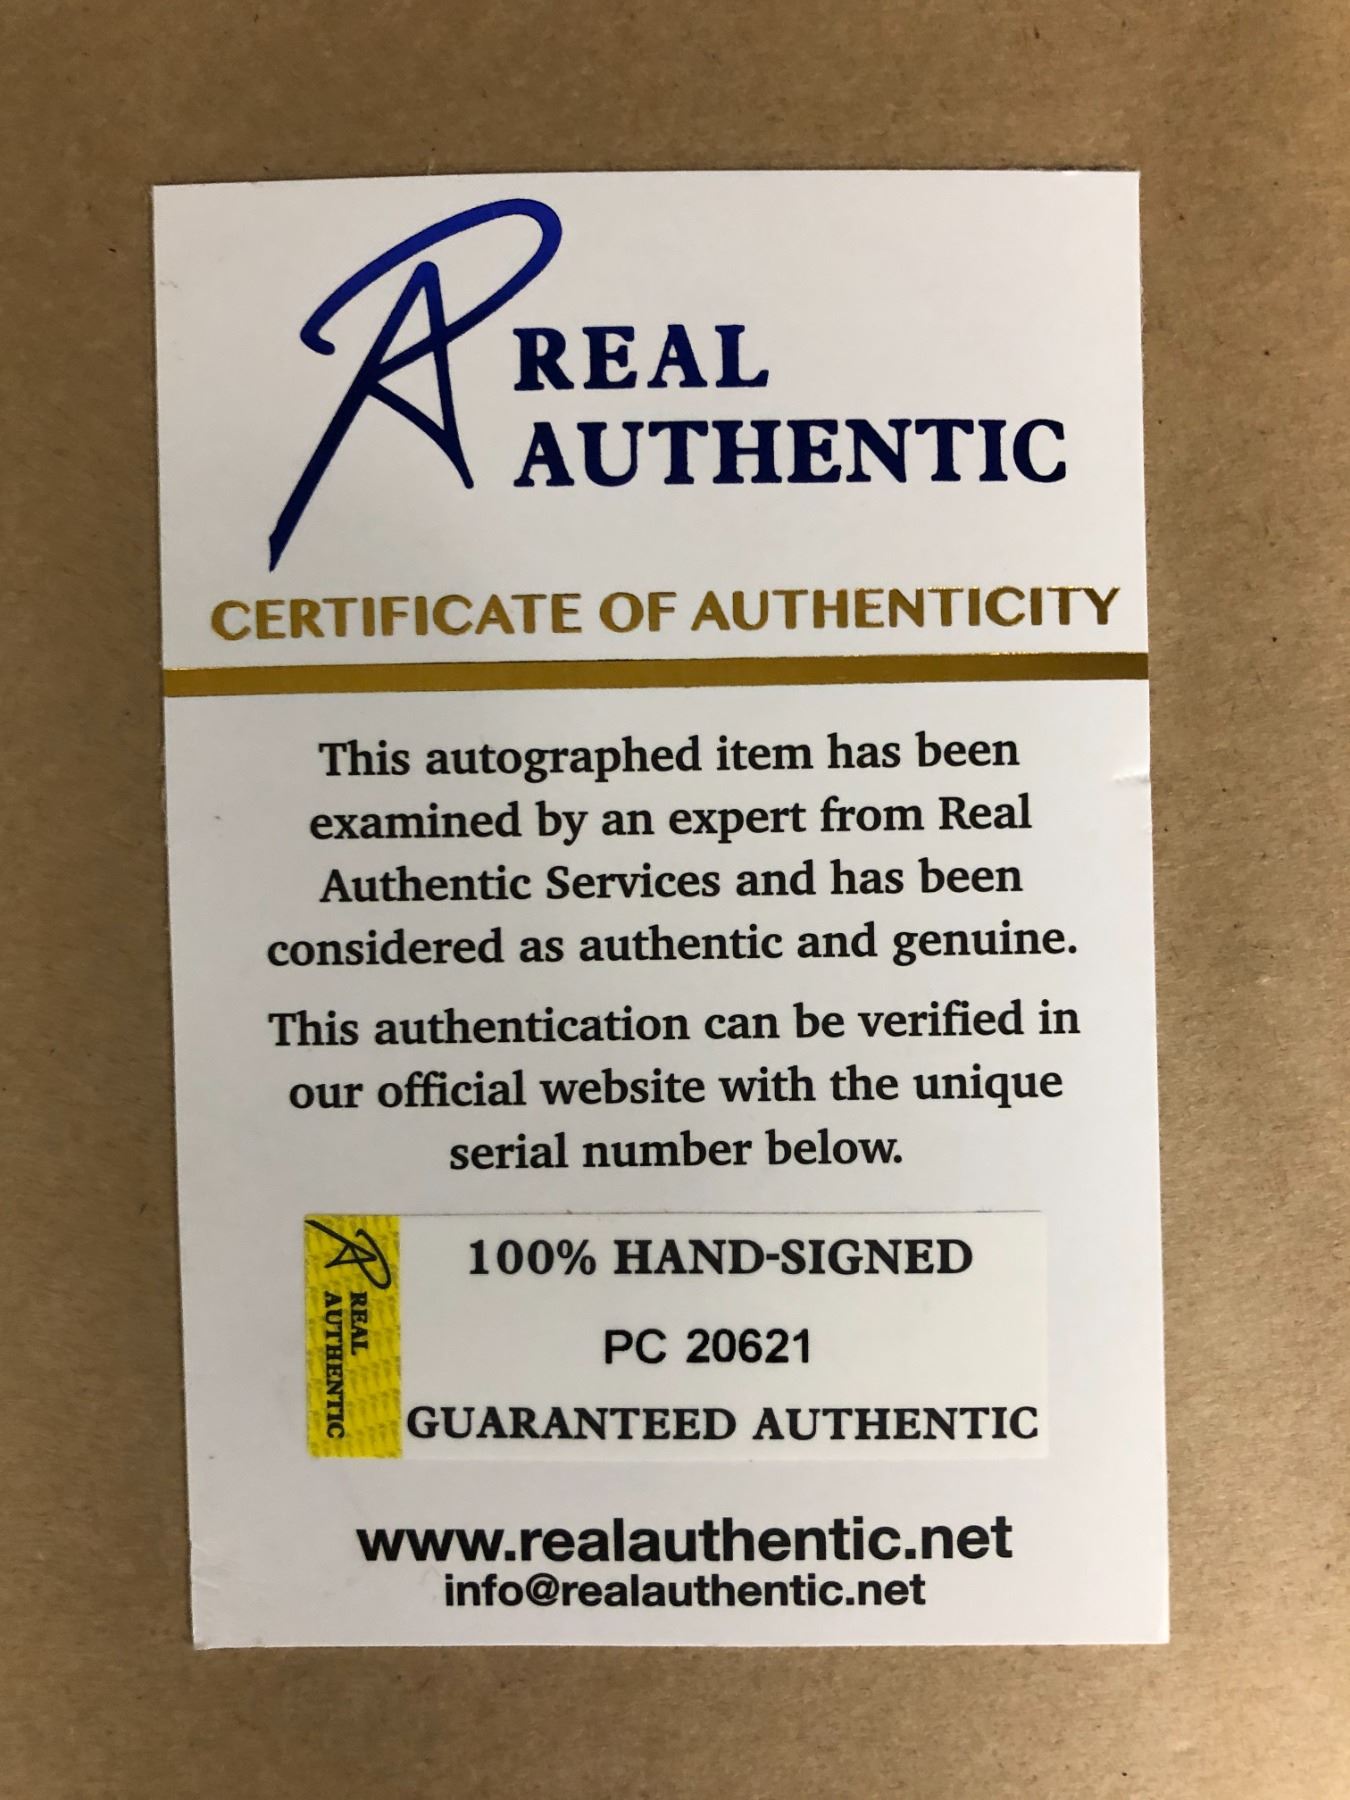 REAL
AUTHENTIC
CERTIFICATE OF AUTHENTICITY
This autographed item has been
examined by an expert from Real
Authentic Services and has been
considered as authentic and genuine.
This authentication can be verified in
our official website with the unique
serial number below.
REAL
AUTHENTIC
100% HAND-SIGNED
PC 20621
GUARANTEED AUTHENTIC
www.realauthentic.net
info@realauthentic.net